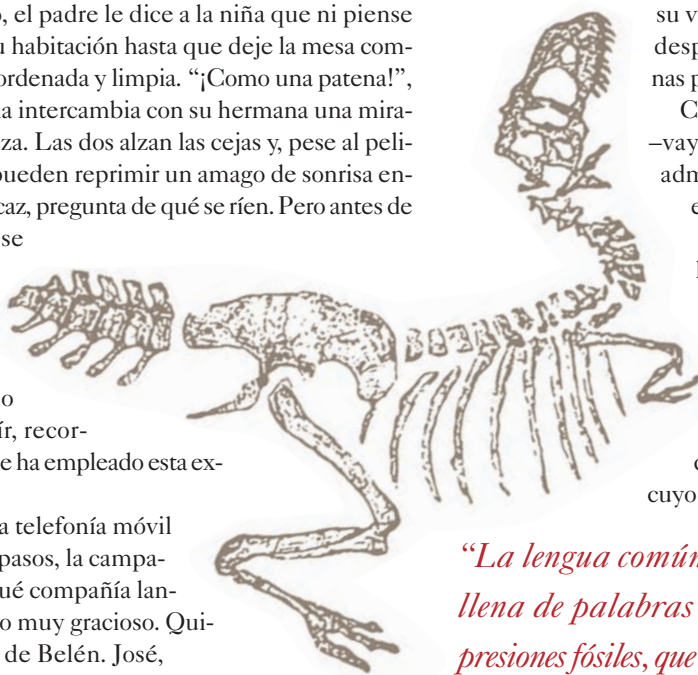 o, el padre le dice a la niña que ni piense
u habitación hasta que deje la mesa com-
ordenada y limpia. “¡Como una patena!”,
la intercambia con su hermana una mira-
za. Las dos alzan las cejas y, pese al peli-
pueden reprimir un amago de sonrisa en-
caz, pregunta de qué se ríen. Pero antes de
se
o
ír, recor-
e ha empleado esta ex-
a telefonía móvil
pasos, la campa-
ué compañía lan-
o muy gracioso. Qui-
de Belén. José,
su v
desp
nas p
C
–vay
adm
e
cuyo
“La lengua común
llena de palabras
presiones fósiles, que